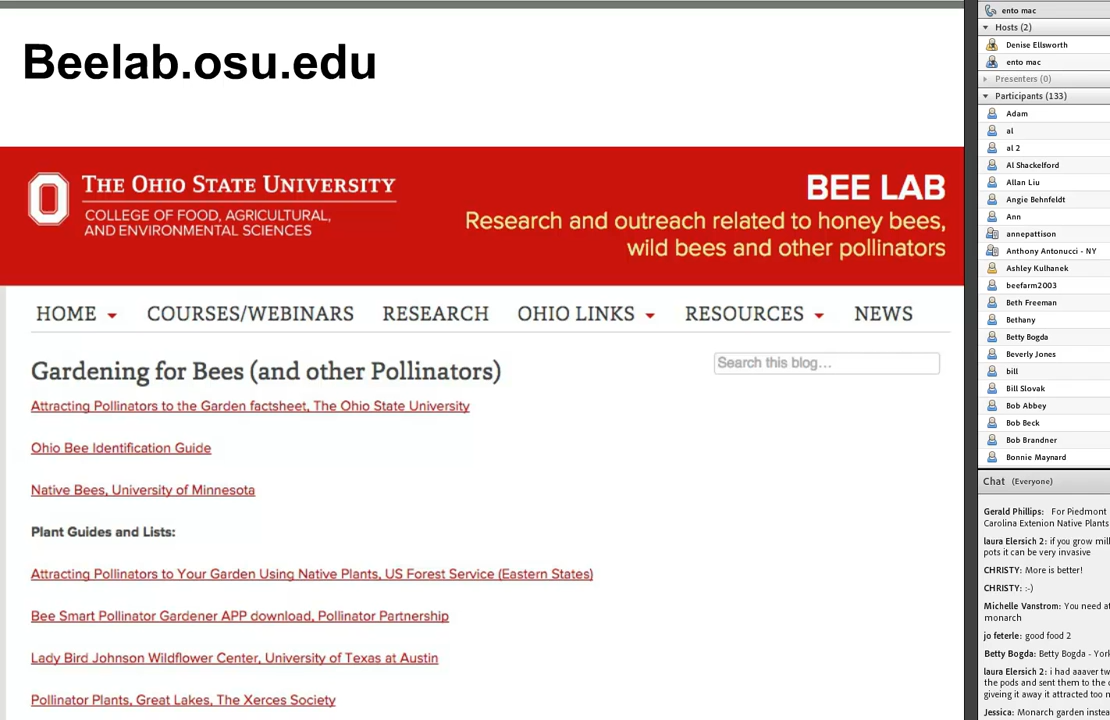 Beelab.osu.edu
THE OHIO STATE UNIVERSITY
COLLEGE OF FOOD, AGRICULTURAL,
AND ENVIRONMENTAL SCIENCES
BEE LAB
Research and outreach related to honey bees,
wild bees and other pollinators
HOME
COURSES/WEBINARS
RESEARCH
OHIO LINKS
RESOURCES
NEWS
Gardening for Bees (and other Pollinators)
Search this blog...
Attracting Pollinators to the Garden factsheet, The Ohio State University
Ohio Bee Identification Guide
Native Bees, University of Minnesota
Plant Guides and Lists:
Attracting Pollinators to Your Garden Using Native Plants, US Forest Service (Eastern States)
Bee Smart Pollinator Gardener APP download, Pollinator Partnership
Lady Bird Johnson Wildflower Center, University of Texas at Austin
Pollinator Plants, Great Lakes, The Xerces Society
ento mac
Hosts (2)
Denise Ellsworth
ento mac
Presenters (0)
Participants (133)
Adam
al
al 2
Al Shackelford
Allan Liu
Angie Behnfeldt
Ann
annepattison
Anthony Antonucci - NY
Ashley Kulhanek
beefarm2003
Beth Freeman
Bethany
Betty Bogda
Beverly Jones
bill
Bill Slovak
Bob Abbey
Bob Beck
Bob Brandner
Bonnie Maynard
Chat (Everyone)
Gerald Phillips: For Piedmont
Carolina Extenion Native Plants
laura Elersich 2: if you grow mil
pots it can be very invasive
CHRISTY: More is better!
CHRISTY: :-)
Michelle Vanstrom: You need at
monarch
jo feterle: good food 2
Betty Bogda: Betty Bogda - York
laura Elersich 2: i had aaaver tw
the pods and sent them to the
giveing it away it attracted too
Jessica: Monarch garden instea